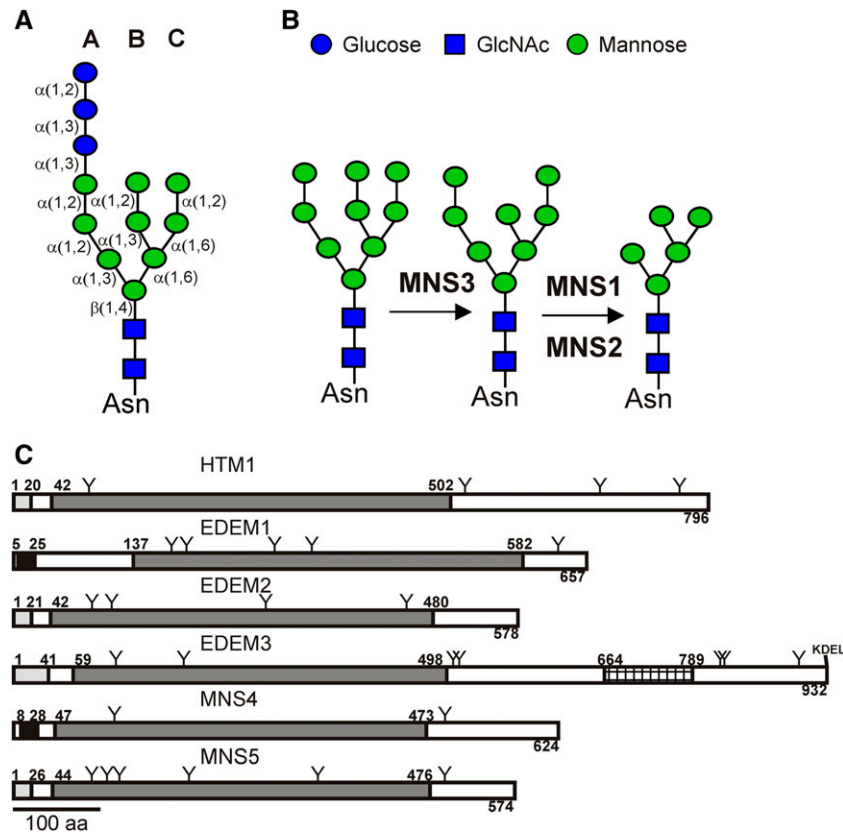 A
A B C
α(1,2)
α(1,3)
α(1,3)
α(1,2) α(1,2) α(1,2)
α(1,2) α(1,3) α(1,6)
α(1,3) α(1,6)
β(1,4)
Asn
B
Glucose GlcNAc Mannose
MNS3
MNS1
MNS2
Asn Asn Asn
C
HTM1
1 20 42 Y 502 Y Y Y
796
EDEM1
5 25 137 Y Y Y Y 582 Y
657
EDEM2
1 21 42 Y Y Y Y 480
578
EDEM3
1 41 59 Y Y 498 Y Y 664 789 Y Y Y KDEL
932
MNS4
8 28 47 Y 473 Y
624
MNS5
1 26 44 Y Y Y Y Y 476 Y
574
100 aa